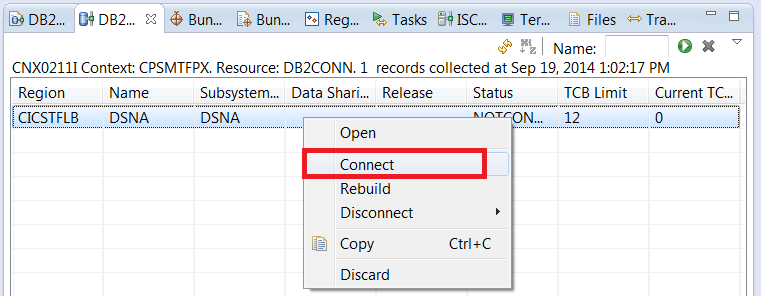 DB2... DB2... Bun... Bun... Reg... Tasks ISC... Ter... Files Tra...
Name:
CNX0211I Context: CPSMTFPX. Resource: DB2CONN. 1 records collected at Sep 19, 2014 1:02:17 PM
Region Name Subsystem... Data Shari... Release Status TCB Limit Current TC...
CICSTFLB DSNA DSNA NOTCON... 12 0
Open
Connect
Rebuild
Disconnect
Copy Ctrl+C
Discard